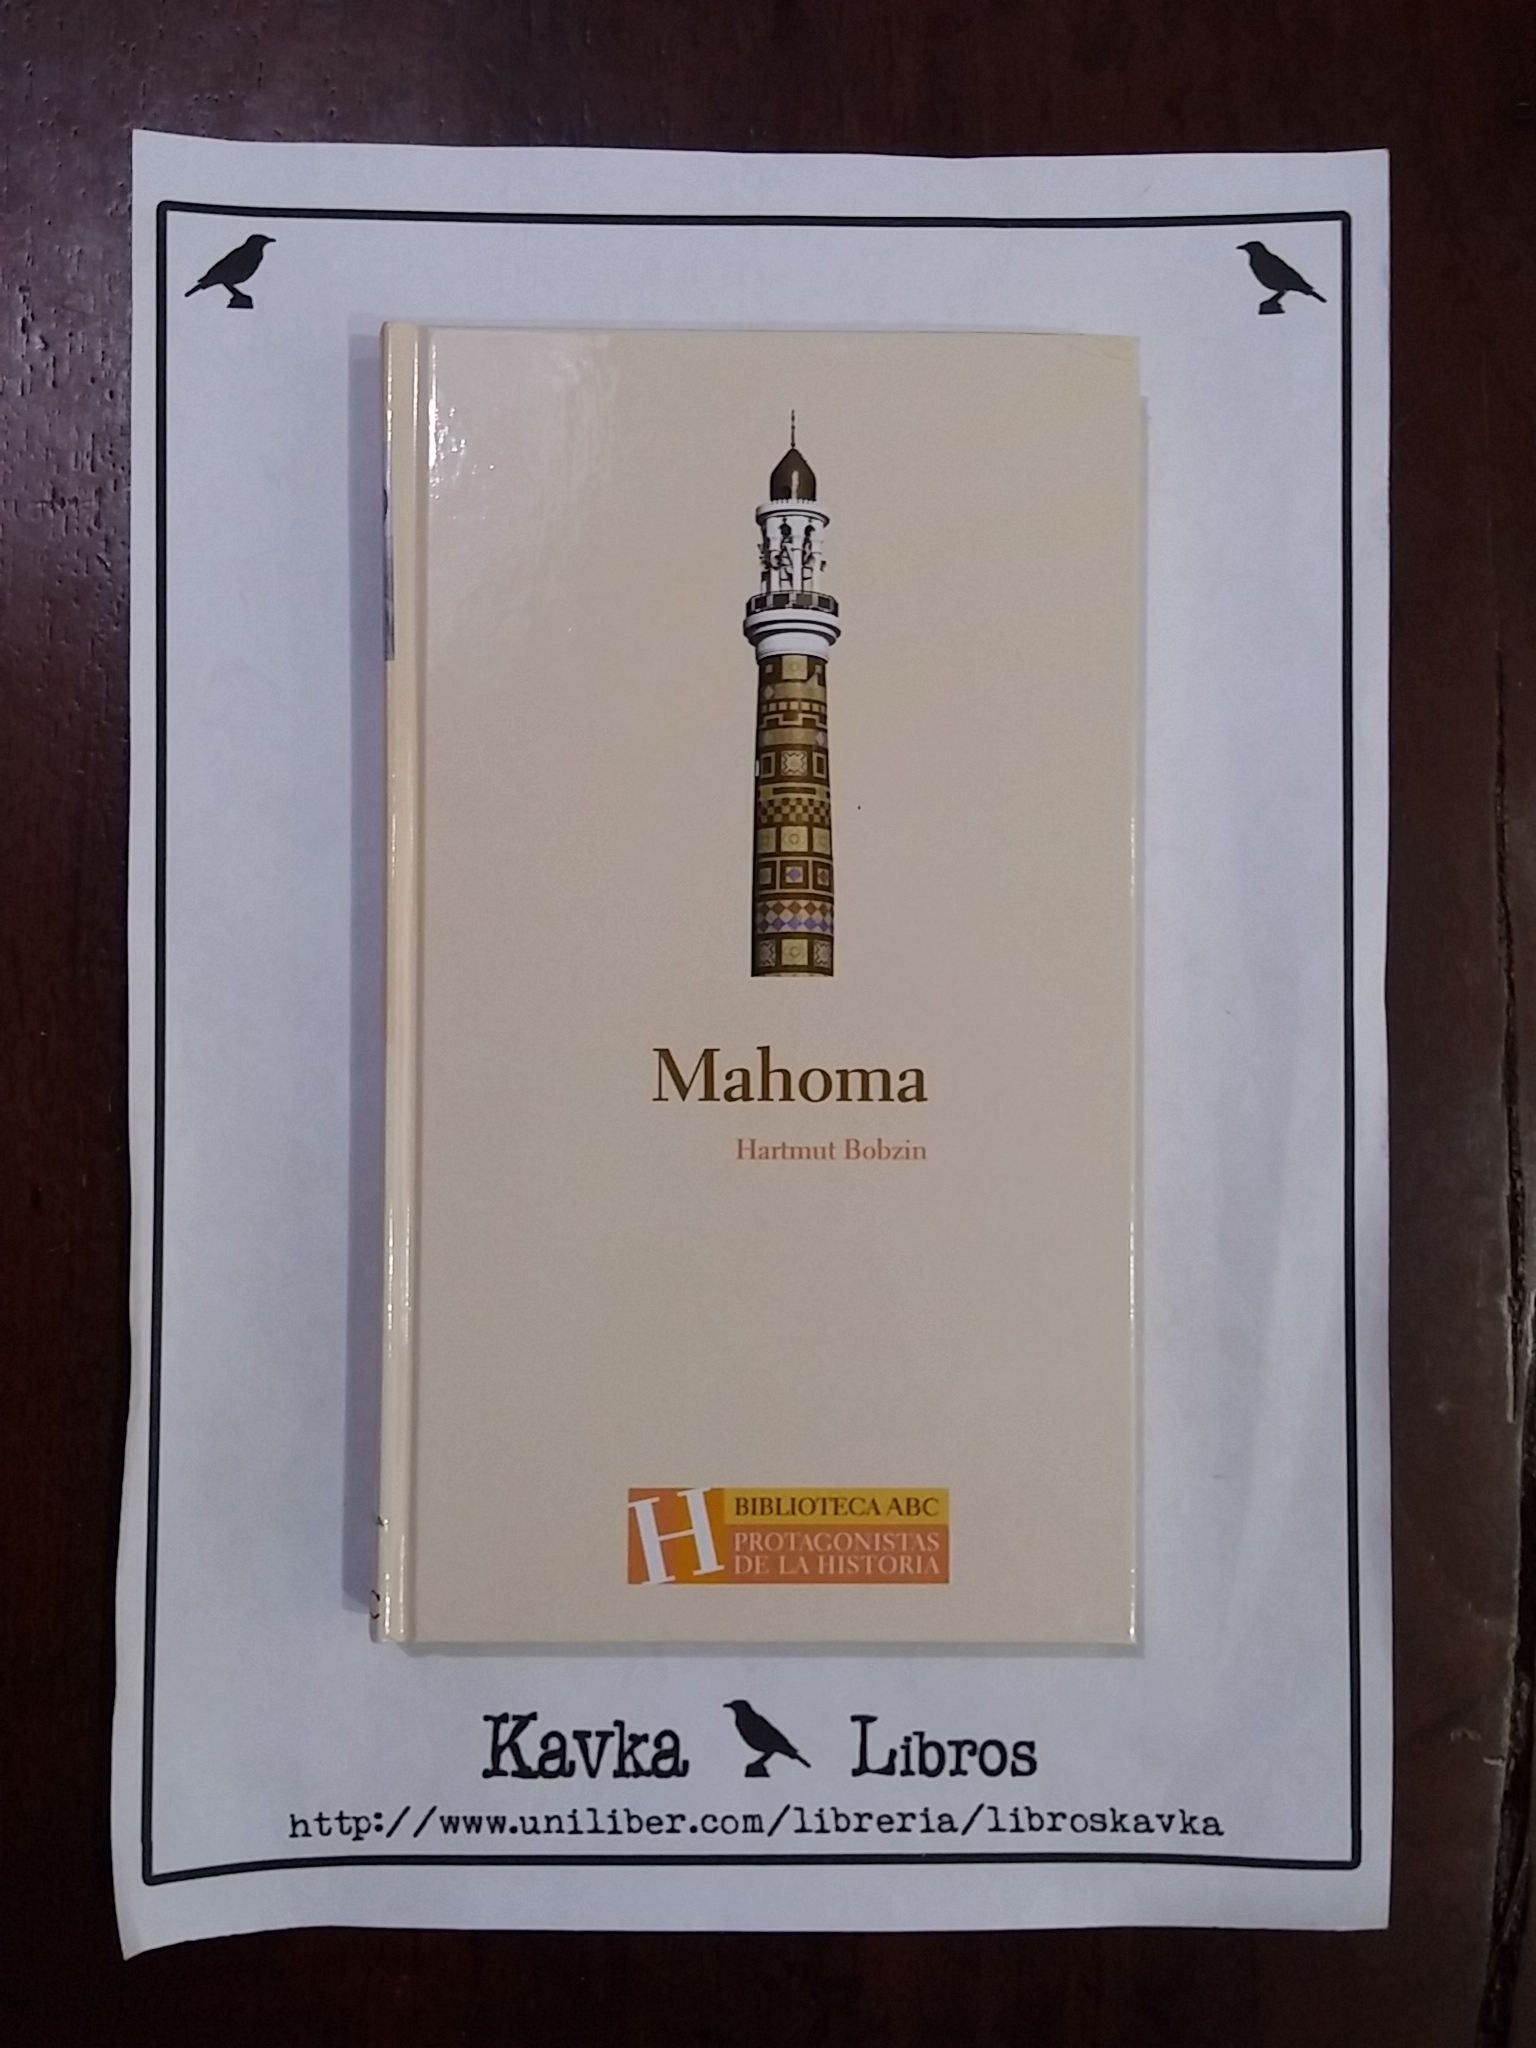 Mahoma
Hartmut Bobzin
H
BIBLIOTECA ABC
PROTAGONISTAS
DE LA HISTORIA
Kavka Libros
http://www.uniliber.com/libreria/libroskavka